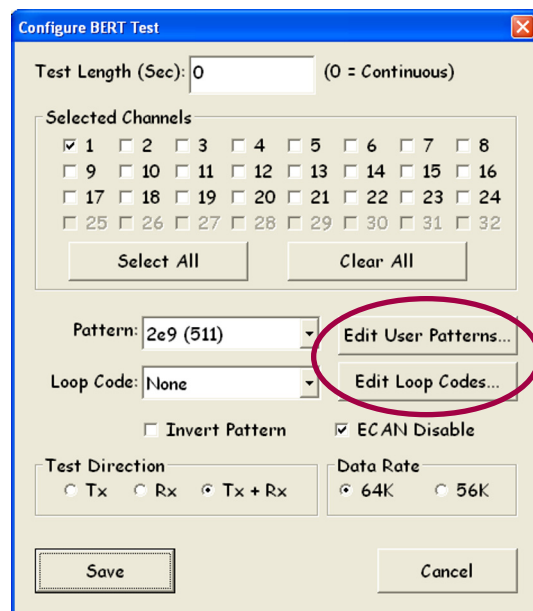 Configure BERT Test
Test Length (Sec): 0 (0 = Continuous)
Selected Channels
1 2 3 4 5 6 7 8
9 10 11 12 13 14 15 16
17 18 19 20 21 22 23 24
25 26 27 28 29 30 31 32
Select All Clear All
Pattern: 2e9 (511) Edit User Patterns...
Loop Code: None Edit Loop Codes...
Invert Pattern ECAN Disable
Test Direction Data Rate
Tx Rx Tx + Rx 64K 56K
Save Cancel